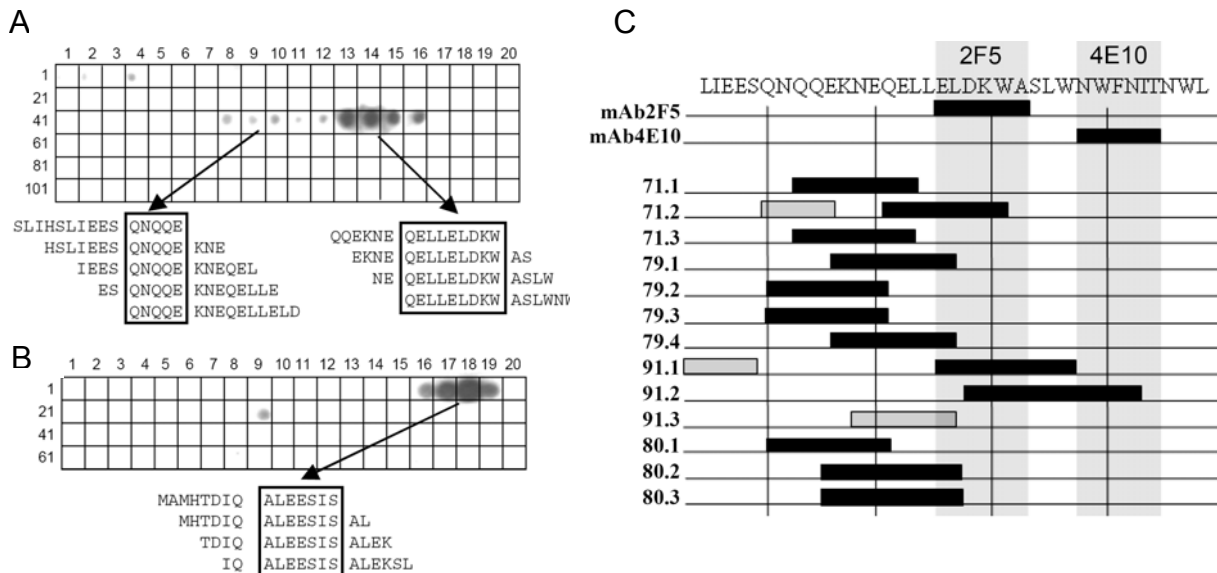 A
1 2 3 4 5 6 7 8 9 10 11 12 13 14 15 16 17 18 19 20
1
21
41
61
81
101
SLIHSLIEES QNQQE
HSLIEES QNQQE KNE
IEES QNQQE KNEQEL
ES QNQQE KNEQELLE
QNQQE KNEQELLELD
QQEKNE QELLELDKW
EKNE QELLELDKW AS
NE QELLELDKW ASLW
QELLELDKW ASLWNW
B
1 2 3 4 5 6 7 8 9 10 11 12 13 14 15 16 17 18 19 20
1
21
41
61
MAMHTDIQ ALEESIS
MHTDIQ ALEESIS AL
TDIQ ALEESIS ALEK
IQ ALEESIS ALEKSL
C
2F5 4E10
LIEESQNQQEKNEQELLELDKWASLWNWFNITNWL
mAb2F5
mAb4E10
71.1
71.2
71.3
79.1
79.2
79.3
79.4
91.1
91.2
91.3
80.1
80.2
80.3